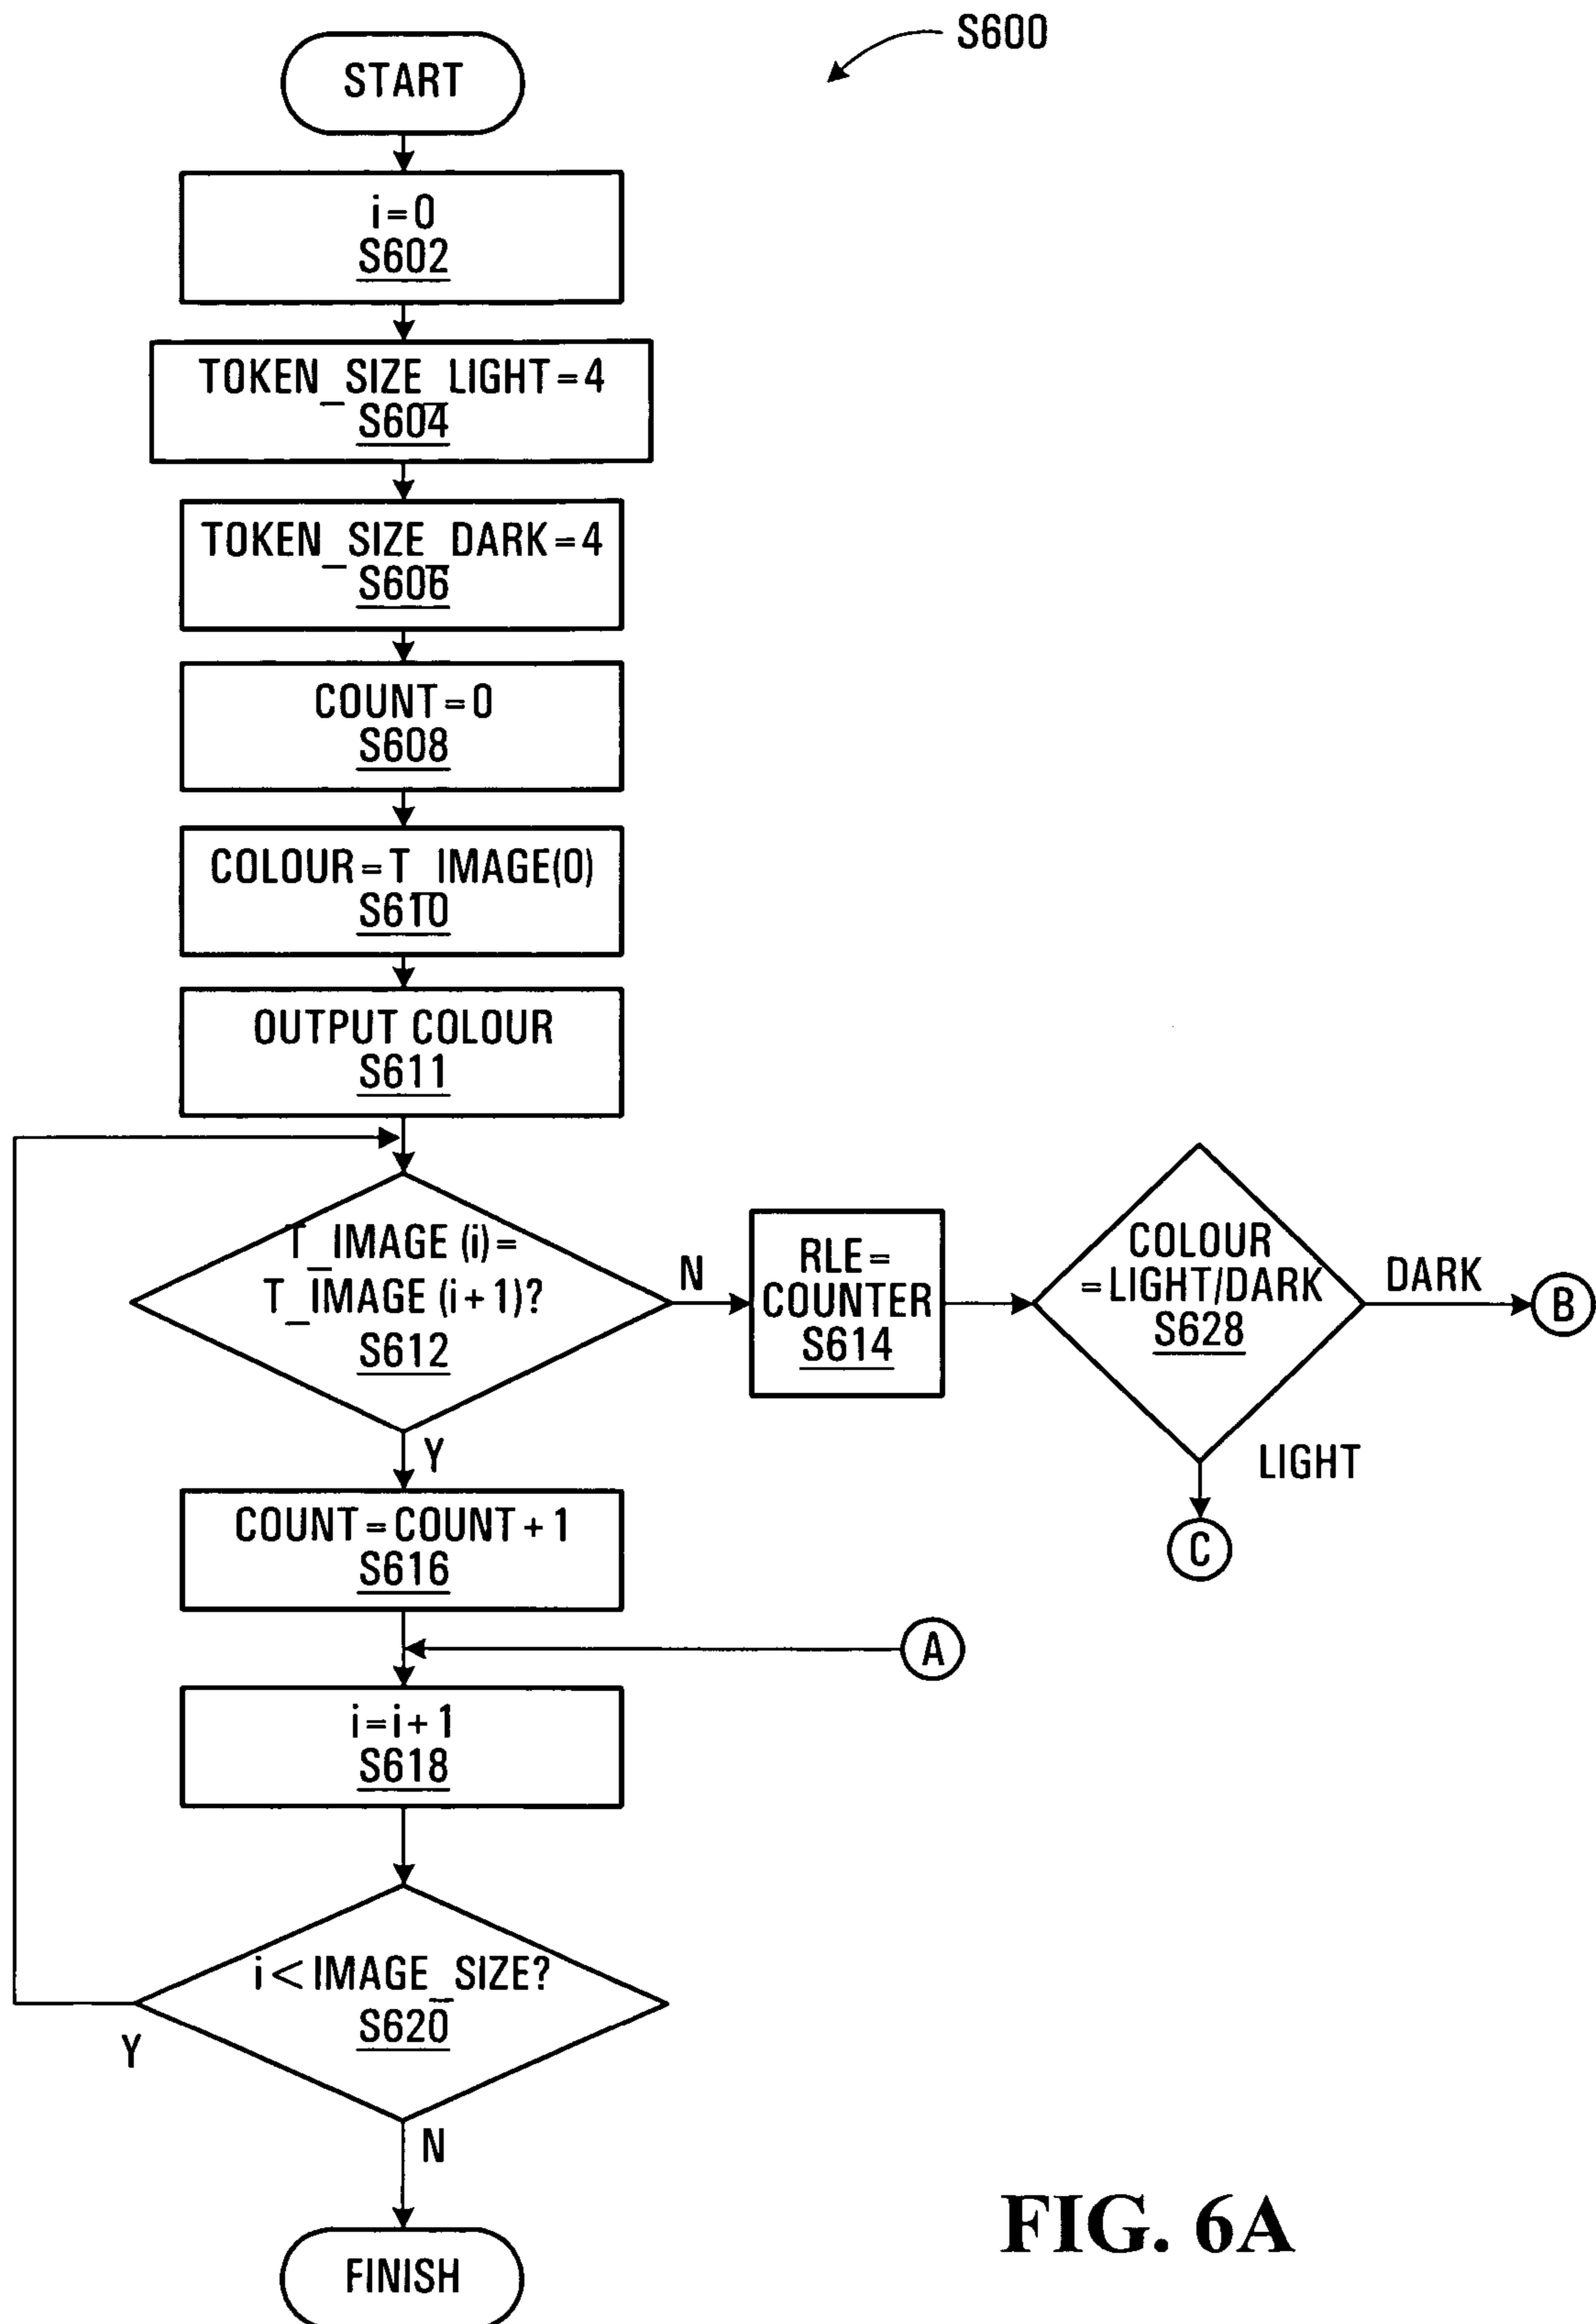 S600
START
i=0
S602
TOKEN_SIZE_LIGHT=4
S604
TOKEN_SIZE_DARK=4
S606
COUNT=0
S608
COLOUR=T_IMAGE(0)
S610
OUTPUT COLOUR
S611
T_IMAGE (i)=
T_IMAGE (i+1)?
S612
N
RLE=
COUNTER
S614
COLOUR
=LIGHT/DARK
S628
DARK
B
Y
LIGHT
C
COUNT=COUNT+1
S616
A
i=i+1
S618
i<IMAGE_SIZE?
S620
Y
N
FINISH
FIG. 6A